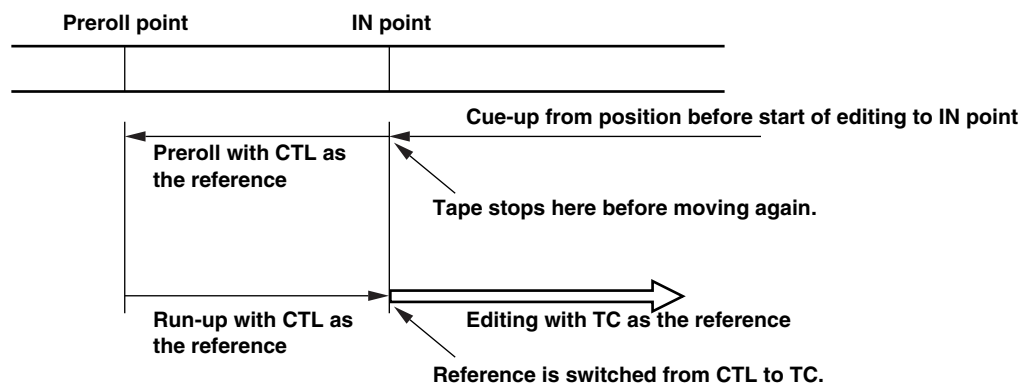 Preroll point
IN point
Cue-up from position before start of editing to IN point
Preroll with CTL as
the reference
Tape stops here before moving again.
Run-up with CTL as
the reference
Editing with TC as the reference
Reference is switched from CTL to TC.